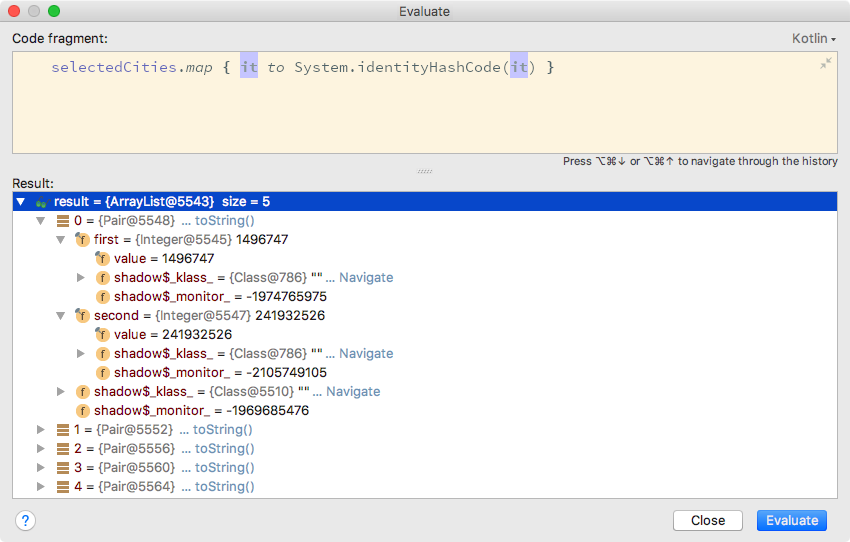 Evaluate
Code fragment:
Kotlin
selectedCities.map { it to System.identityHashCode(it) }
Press ⌥⌘↓ or ⌥⌘↑ to navigate through the history
Result:
result = {ArrayList@5543} size = 5
0 = {Pair@5548} ... toString()
f first = {Integer@5545} 1496747
f value = 1496747
f shadow$_klass_ = {Class@786} "" ... Navigate
f shadow$_monitor_ = -1974765975
f second = {Integer@5547} 241932526
f value = 241932526
f shadow$_klass_ = {Class@786} "" ... Navigate
f shadow$_monitor_ = -2105749105
f shadow$_klass_ = {Class@5510} "" ... Navigate
f shadow$_monitor_ = -1969685476
1 = {Pair@5552} ... toString()
2 = {Pair@5556} ... toString()
3 = {Pair@5560} ... toString()
4 = {Pair@5564} ... toString()
?
Close
Evaluate